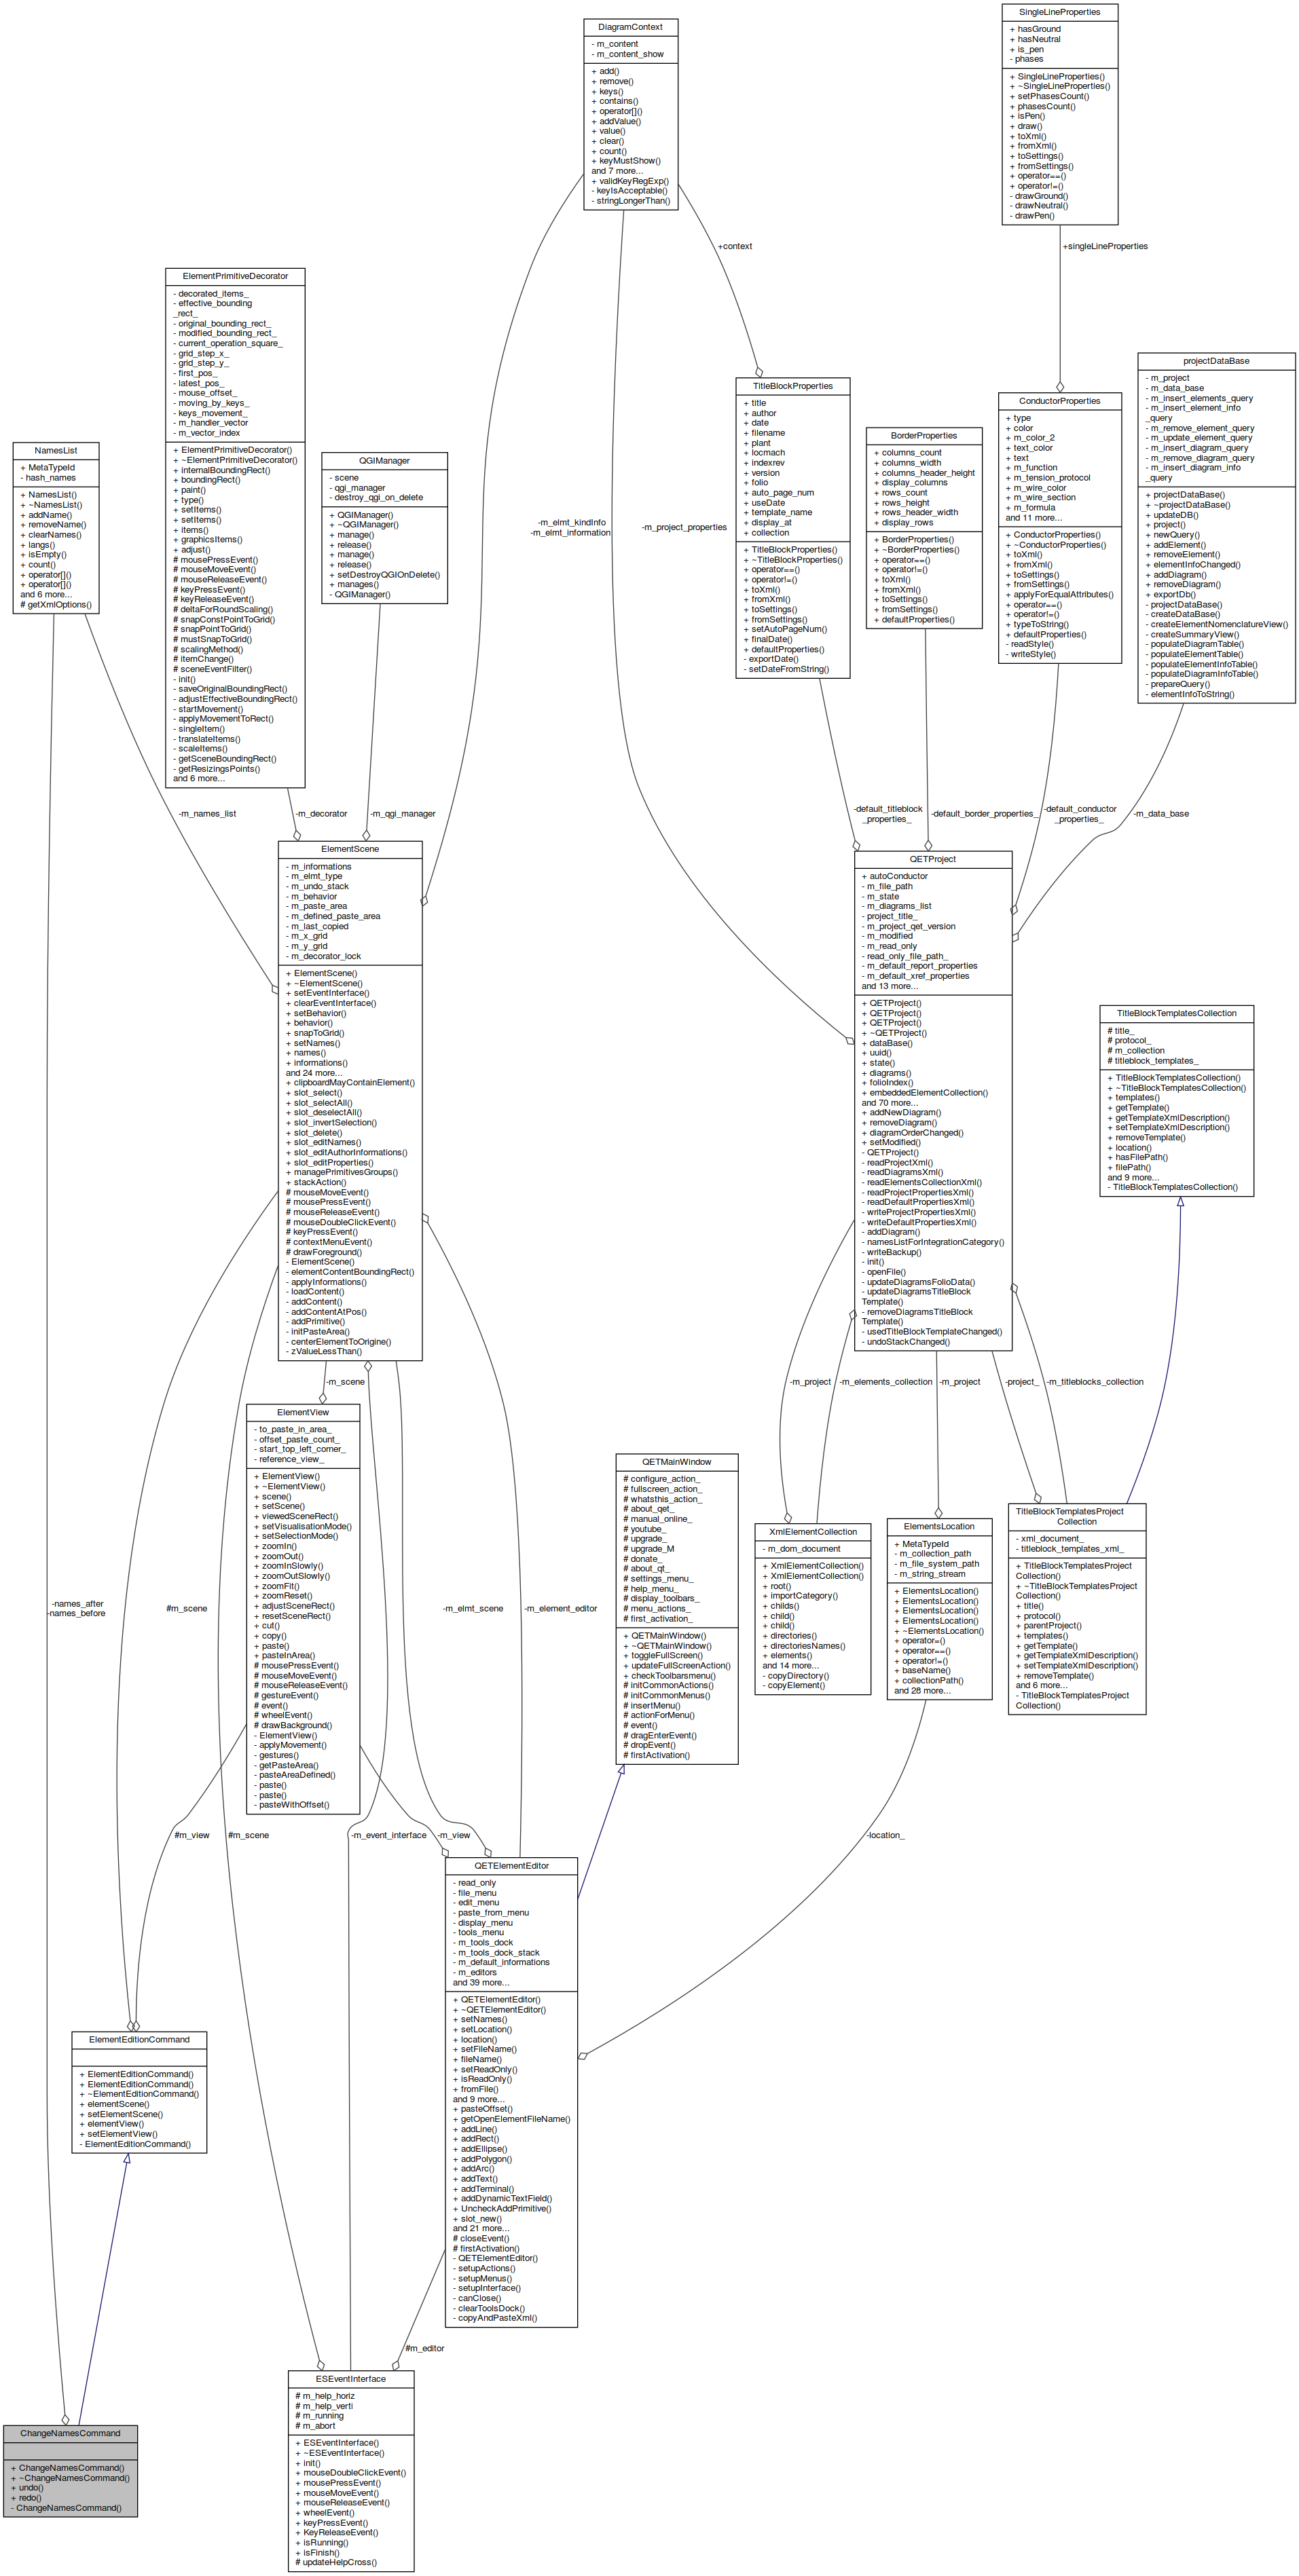 DiagramContext
- m_content
- m_content_show
+ add()
+ remove()
+ keys()
+ contains()
+ operator[]()
+ addValue()
+ value()
+ clear()
+ count()
+ keyMustShow()
and 7 more...
+ validKeyRegExp()
- keyIsAcceptable()
- stringLongerThan()
SingleLineProperties
+ hasGround
+ hasNeutral
+ is_pen
- phases
+ SingleLineProperties()
+ ~SingleLineProperties()
+ setPhasesCount()
+ phasesCount()
+ isPen()
+ draw()
+ toXml()
+ fromXml()
+ toSettings()
+ fromSettings()
+ operator==()
+ operator!=()
- drawGround()
- drawNeutral()
- drawPen()
+context
+singleLineProperties
ElementPrimitiveDecorator
- decorated_items_
- effective_bounding
_rect_
- original_bounding_rect_
- modified_bounding_rect_
- current_operation_square_
- grid_step_x_
- grid_step_y_
- first_pos_
- latest_pos_
- mouse_offset_
- moving_by_keys_
- keys_movement_
- m_handler_vector
- m_vector_index
+ ElementPrimitiveDecorator()
+ ~ElementPrimitiveDecorator()
+ internalBoundingRect()
+ boundingRect()
+ paint()
+ type()
+ setItems()
+ setItems()
+ items()
+ graphicsItems()
+ adjust()
# mousePressEvent()
# mouseMoveEvent()
# mouseReleaseEvent()
# keyPressEvent()
# keyReleaseEvent()
# deltaForRoundScaling()
# snapConstPointToGrid()
# snapPointToGrid()
# mustSnapToGrid()
# scalingMethod()
# itemChange()
# sceneEventFilter()
- init()
- saveOriginalBoundingRect()
- adjustEffectiveBoundingRect()
- startMovement()
- applyMovementToRect()
- singleItem()
- translateItems()
- scaleItems()
- getSceneBoundingRect()
- getResizingsPoints()
and 6 more...
NamesList
+ MetaTypeId
- hash_names
+ NamesList()
+ ~NamesList()
+ addName()
+ removeName()
+ clearNames()
+ langs()
+ isEmpty()
+ count()
+ operator[]()
+ operator[]()
and 6 more...
# getXmlOptions()
QGIManager
- scene
- qgi_manager
- destroy_qgi_on_delete
+ QGIManager()
+ ~QGIManager()
+ manage()
+ release()
+ manage()
+ release()
+ setDestroyQGIOnDelete()
+ manages()
- QGIManager()
-m_elmt_kindInfo
-m_elmt_information
-m_project_properties
TitleBlockProperties
+ title
+ author
+ date
+ filename
+ plant
+ locmach
+ indexrev
+ version
+ folio
+ auto_page_num
+ useDate
+ template_name
+ display_at
+ collection
+ TitleBlockProperties()
+ ~TitleBlockProperties()
+ operator==()
+ operator!=()
+ toXml()
+ fromXml()
+ toSettings()
+ fromSettings()
+ setAutoPageNum()
+ finalDate()
+ defaultProperties()
- exportDate()
- setDateFromString()
BorderProperties
+ columns_count
+ columns_width
+ columns_header_height
+ display_columns
+ rows_count
+ rows_height
+ rows_header_width
+ display_rows
+ BorderProperties()
+ ~BorderProperties()
+ operator==()
+ operator!=()
+ toXml()
+ fromXml()
+ toSettings()
+ fromSettings()
+ defaultProperties()
ConductorProperties
+ type
+ color
+ m_color_2
+ text_color
+ text
+ m_function
+ m_tension_protocol
+ m_wire_color
+ m_wire_section
+ m_formula
and 11 more...
+ ConductorProperties()
+ ~ConductorProperties()
+ toXml()
+ fromXml()
+ toSettings()
+ fromSettings()
+ applyForEqualAttributes()
+ operator==()
+ operator!=()
+ typeToString()
+ defaultProperties()
- readStyle()
- writeStyle()
projectDataBase
- m_project
- m_data_base
- m_insert_elements_query
- m_insert_element_info
_query
- m_remove_element_query
- m_update_element_query
- m_insert_diagram_query
- m_remove_diagram_query
- m_insert_diagram_info
_query
+ projectDataBase()
+ ~projectDataBase()
+ updateDB()
+ project()
+ newQuery()
+ addElement()
+ removeElement()
+ elementInfoChanged()
+ addDiagram()
+ removeDiagram()
+ exportDb()
- projectDataBase()
- createDataBase()
- createElementNomenclatureView()
- createSummaryView()
- populateDiagramTable()
- populateElementTable()
- populateElementInfoTable()
- populateDiagramInfoTable()
- prepareQuery()
- elementInfoToString()
-m_names_list
-m_decorator
-m_qgi_manager
-default_titleblock
_properties_
-default_border_properties_
-default_conductor
_properties_
-m_data_base
ElementScene
- m_informations
- m_elmt_type
- m_undo_stack
- m_behavior
- m_paste_area
- m_defined_paste_area
- m_last_copied
- m_x_grid
- m_y_grid
- m_decorator_lock
+ ElementScene()
+ ~ElementScene()
+ setEventInterface()
+ clearEventInterface()
+ setBehavior()
+ behavior()
+ snapToGrid()
+ setNames()
+ names()
+ informations()
and 24 more...
+ clipboardMayContainElement()
+ slot_select()
+ slot_selectAll()
+ slot_deselectAll()
+ slot_invertSelection()
+ slot_delete()
+ slot_editNames()
+ slot_editAuthorInformations()
+ slot_editProperties()
+ managePrimitivesGroups()
+ stackAction()
# mouseMoveEvent()
# mousePressEvent()
# mouseReleaseEvent()
# mouseDoubleClickEvent()
# keyPressEvent()
# contextMenuEvent()
# drawForeground()
- ElementScene()
- elementContentBoundingRect()
- applyInformations()
- loadContent()
- addContent()
- addContentAtPos()
- addPrimitive()
- initPasteArea()
- centerElementToOrigine()
- zValueLessThan()
QETProject
+ autoConductor
- m_file_path
- m_state
- m_diagrams_list
- project_title_
- m_project_qet_version
- m_modified
- m_read_only
- read_only_file_path_
- m_default_report_properties
- m_default_xref_properties
and 13 more...
+ QETProject()
+ QETProject()
+ QETProject()
+ ~QETProject()
+ dataBase()
+ uuid()
+ state()
+ diagrams()
+ folioIndex()
+ embeddedElementCollection()
and 70 more...
+ addNewDiagram()
+ removeDiagram()
+ diagramOrderChanged()
+ setModified()
- QETProject()
- readProjectXml()
- readDiagramsXml()
- readElementsCollectionXml()
- readProjectPropertiesXml()
- readDefaultPropertiesXml()
- writeProjectPropertiesXml()
- writeDefaultPropertiesXml()
- addDiagram()
- namesListForIntegrationCategory()
- writeBackup()
- init()
- openFile()
- updateDiagramsFolioData()
- updateDiagramsTitleBlock
Template()
- removeDiagramsTitleBlock
Template()
- usedTitleBlockTemplateChanged()
- undoStackChanged()
TitleBlockTemplatesCollection
# title_
# protocol_
# m_collection
# titleblock_templates_
+ TitleBlockTemplatesCollection()
+ ~TitleBlockTemplatesCollection()
+ templates()
+ getTemplate()
+ getTemplateXmlDescription()
+ setTemplateXmlDescription()
+ removeTemplate()
+ location()
+ hasFilePath()
+ filePath()
and 9 more...
- TitleBlockTemplatesCollection()
-m_scene
-m_project
-m_elements_collection
-m_project
-project_
-m_titleblocks_collection
ElementView
- to_paste_in_area_
- offset_paste_count_
- start_top_left_corner_
- reference_view_
+ ElementView()
+ ~ElementView()
+ scene()
+ setScene()
+ viewedSceneRect()
+ setVisualisationMode()
+ setSelectionMode()
+ zoomIn()
+ zoomOut()
+ zoomInSlowly()
+ zoomOutSlowly()
+ zoomFit()
+ zoomReset()
+ adjustSceneRect()
+ resetSceneRect()
+ cut()
+ copy()
+ paste()
+ pasteInArea()
# mousePressEvent()
# mouseMoveEvent()
# mouseReleaseEvent()
# gestureEvent()
# event()
# wheelEvent()
# drawBackground()
- ElementView()
- applyMovement()
- gestures()
- getPasteArea()
- pasteAreaDefined()
- paste()
- paste()
- pasteWithOffset()
QETMainWindow
# configure_action_
# fullscreen_action_
# whatsthis_action_
# about_qet_
# manual_online_
# youtube_
# upgrade_
# upgrade_M
# donate_
# about_qt_
# settings_menu_
# help_menu_
# display_toolbars_
# menu_actions_
# first_activation_
+ QETMainWindow()
+ ~QETMainWindow()
+ toggleFullScreen()
+ updateFullScreenAction()
+ checkToolbarsmenu()
# initCommonActions()
# initCommonMenus()
# insertMenu()
# actionForMenu()
# event()
# dragEnterEvent()
# dropEvent()
# firstActivation()
XmlElementCollection
- m_dom_document
+ XmlElementCollection()
+ XmlElementCollection()
+ root()
+ importCategory()
+ childs()
+ child()
+ child()
+ directories()
+ directoriesNames()
+ elements()
and 14 more...
- copyDirectory()
- copyElement()
ElementsLocation
+ MetaTypeId
- m_collection_path
- m_file_system_path
- m_string_stream
+ ElementsLocation()
+ ElementsLocation()
+ ElementsLocation()
+ ElementsLocation()
+ ~ElementsLocation()
+ operator=()
+ operator==()
+ operator!=()
+ baseName()
+ collectionPath()
and 28 more...
TitleBlockTemplatesProject
Collection
- xml_document_
- titleblock_templates_xml_
+ TitleBlockTemplatesProject
Collection()
+ ~TitleBlockTemplatesProject
Collection()
+ title()
+ protocol()
+ parentProject()
+ templates()
+ getTemplate()
+ getTemplateXmlDescription()
+ setTemplateXmlDescription()
+ removeTemplate()
and 6 more...
- TitleBlockTemplatesProject
Collection()
-names_after
-names_before
#m_scene
-m_elmt_scene
-m_element_editor
#m_view
#m_scene
-m_event_interface
-m_view
-location_
QETElementEditor
- read_only
- file_menu
- edit_menu
- paste_from_menu
- display_menu
- tools_menu
- m_tools_dock
- m_tools_dock_stack
- m_default_informations
- m_editors
and 39 more...
+ QETElementEditor()
+ ~QETElementEditor()
+ setNames()
+ setLocation()
+ location()
+ setFileName()
+ fileName()
+ setReadOnly()
+ isReadOnly()
+ fromFile()
and 9 more...
+ pasteOffset()
+ getOpenElementFileName()
+ addLine()
+ addRect()
+ addEllipse()
+ addPolygon()
+ addArc()
+ addText()
+ addTerminal()
+ addDynamicTextField()
+ UncheckAddPrimitive()
+ slot_new()
and 21 more...
# closeEvent()
# firstActivation()
- QETElementEditor()
- setupActions()
- setupMenus()
- setupInterface()
- canClose()
- clearToolsDock()
- copyAndPasteXml()
ElementEditionCommand
+ ElementEditionCommand()
+ ElementEditionCommand()
+ ~ElementEditionCommand()
+ elementScene()
+ setElementScene()
+ elementView()
+ setElementView()
- ElementEditionCommand()
#m_editor
ESEventInterface
# m_help_horiz
# m_help_verti
# m_running
# m_abort
+ ESEventInterface()
+ ~ESEventInterface()
+ init()
+ mouseDoubleClickEvent()
+ mousePressEvent()
+ mouseMoveEvent()
+ mouseReleaseEvent()
+ wheelEvent()
+ keyPressEvent()
+ KeyReleaseEvent()
+ isRunning()
+ isFinish()
# updateHelpCross()
ChangeNamesCommand
+ ChangeNamesCommand()
+ ~ChangeNamesCommand()
+ undo()
+ redo()
- ChangeNamesCommand()